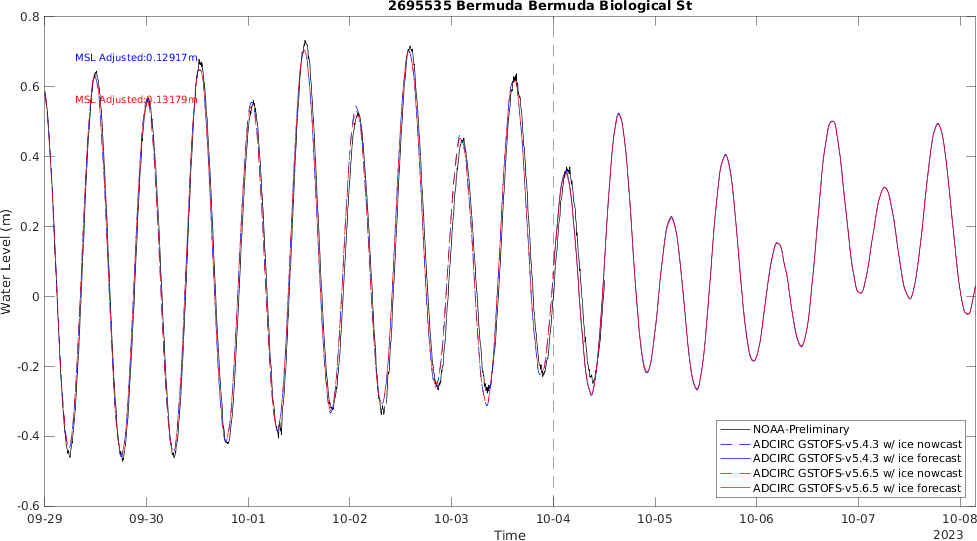 2695535 Bermuda Bermuda Biological St
0.8
0.6
0.4
0.2
0
-0.2
-0.4
-0.6
Water Level (m)
MSL Adjusted:0.12917m
MSL Adjusted:0.13179m
NOAA-Preliminary
ADCIRC GSTOFS-v5.4.3 w/ ice nowcast
ADCIRC GSTOFS-v5.4.3 w/ ice forecast
ADCIRC GSTOFS-v5.6.5 w/ ice nowcast
ADCIRC GSTOFS-v5.6.5 w/ ice forecast
09-29 09-30 10-01 10-02 10-03 10-04 10-05 10-06 10-07 10-08
Time
2023